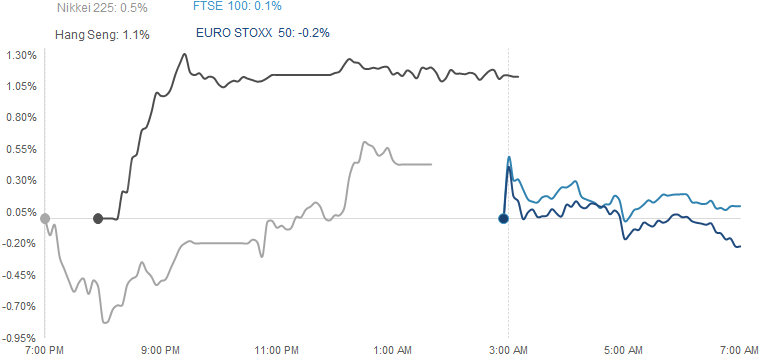 Nikkei 225: 0.5%
FTSE 100: 0.1%
Hang Seng: 1.1%
EURO STOXX 50: -0.2%
1.30%
1.05%
0.80%
0.55%
0.30%
0.05%
-0.20%
-0.45%
-0.70%
-0.95%
7:00 PM
9:00 PM
11:00 PM
1:00 AM
3:00 AM
5:00 AM
7:00 AM